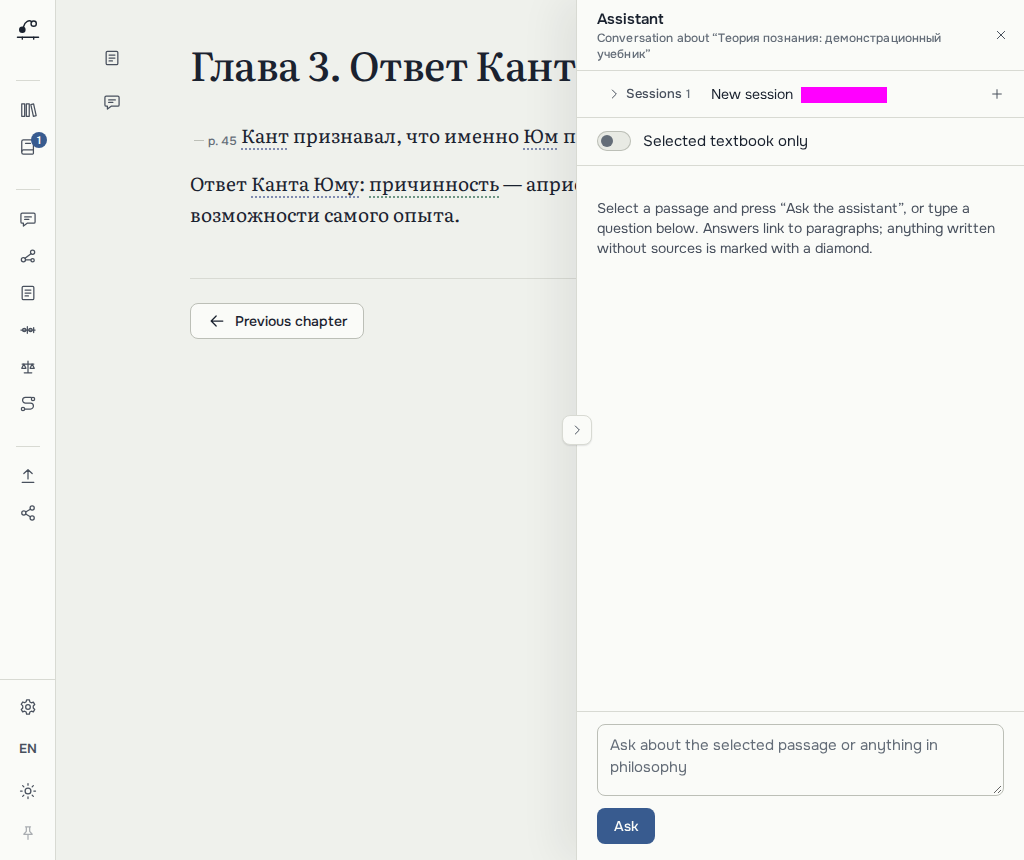 1
EN
Глава 3. Ответ Кант
p. 45 Кант признавал, что именно Юм п
Ответ Канта Юму: причинность — апри
возможности самого опыта.
Previous chapter
Assistant
Conversation about “Теория познания: демонстрационный
учебник”
Sessions 1 New session
Selected textbook only
Select a passage and press “Ask the assistant”, or type a
question below. Answers link to paragraphs; anything written
without sources is marked with a diamond.
Ask about the selected passage or anything in
philosophy
Ask